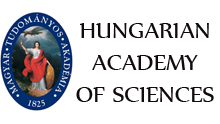 MAGYAR TUDOMÁNYOS AKADÉMIA
1825
HUNGARIAN
ACADEMY
OF SCIENCES